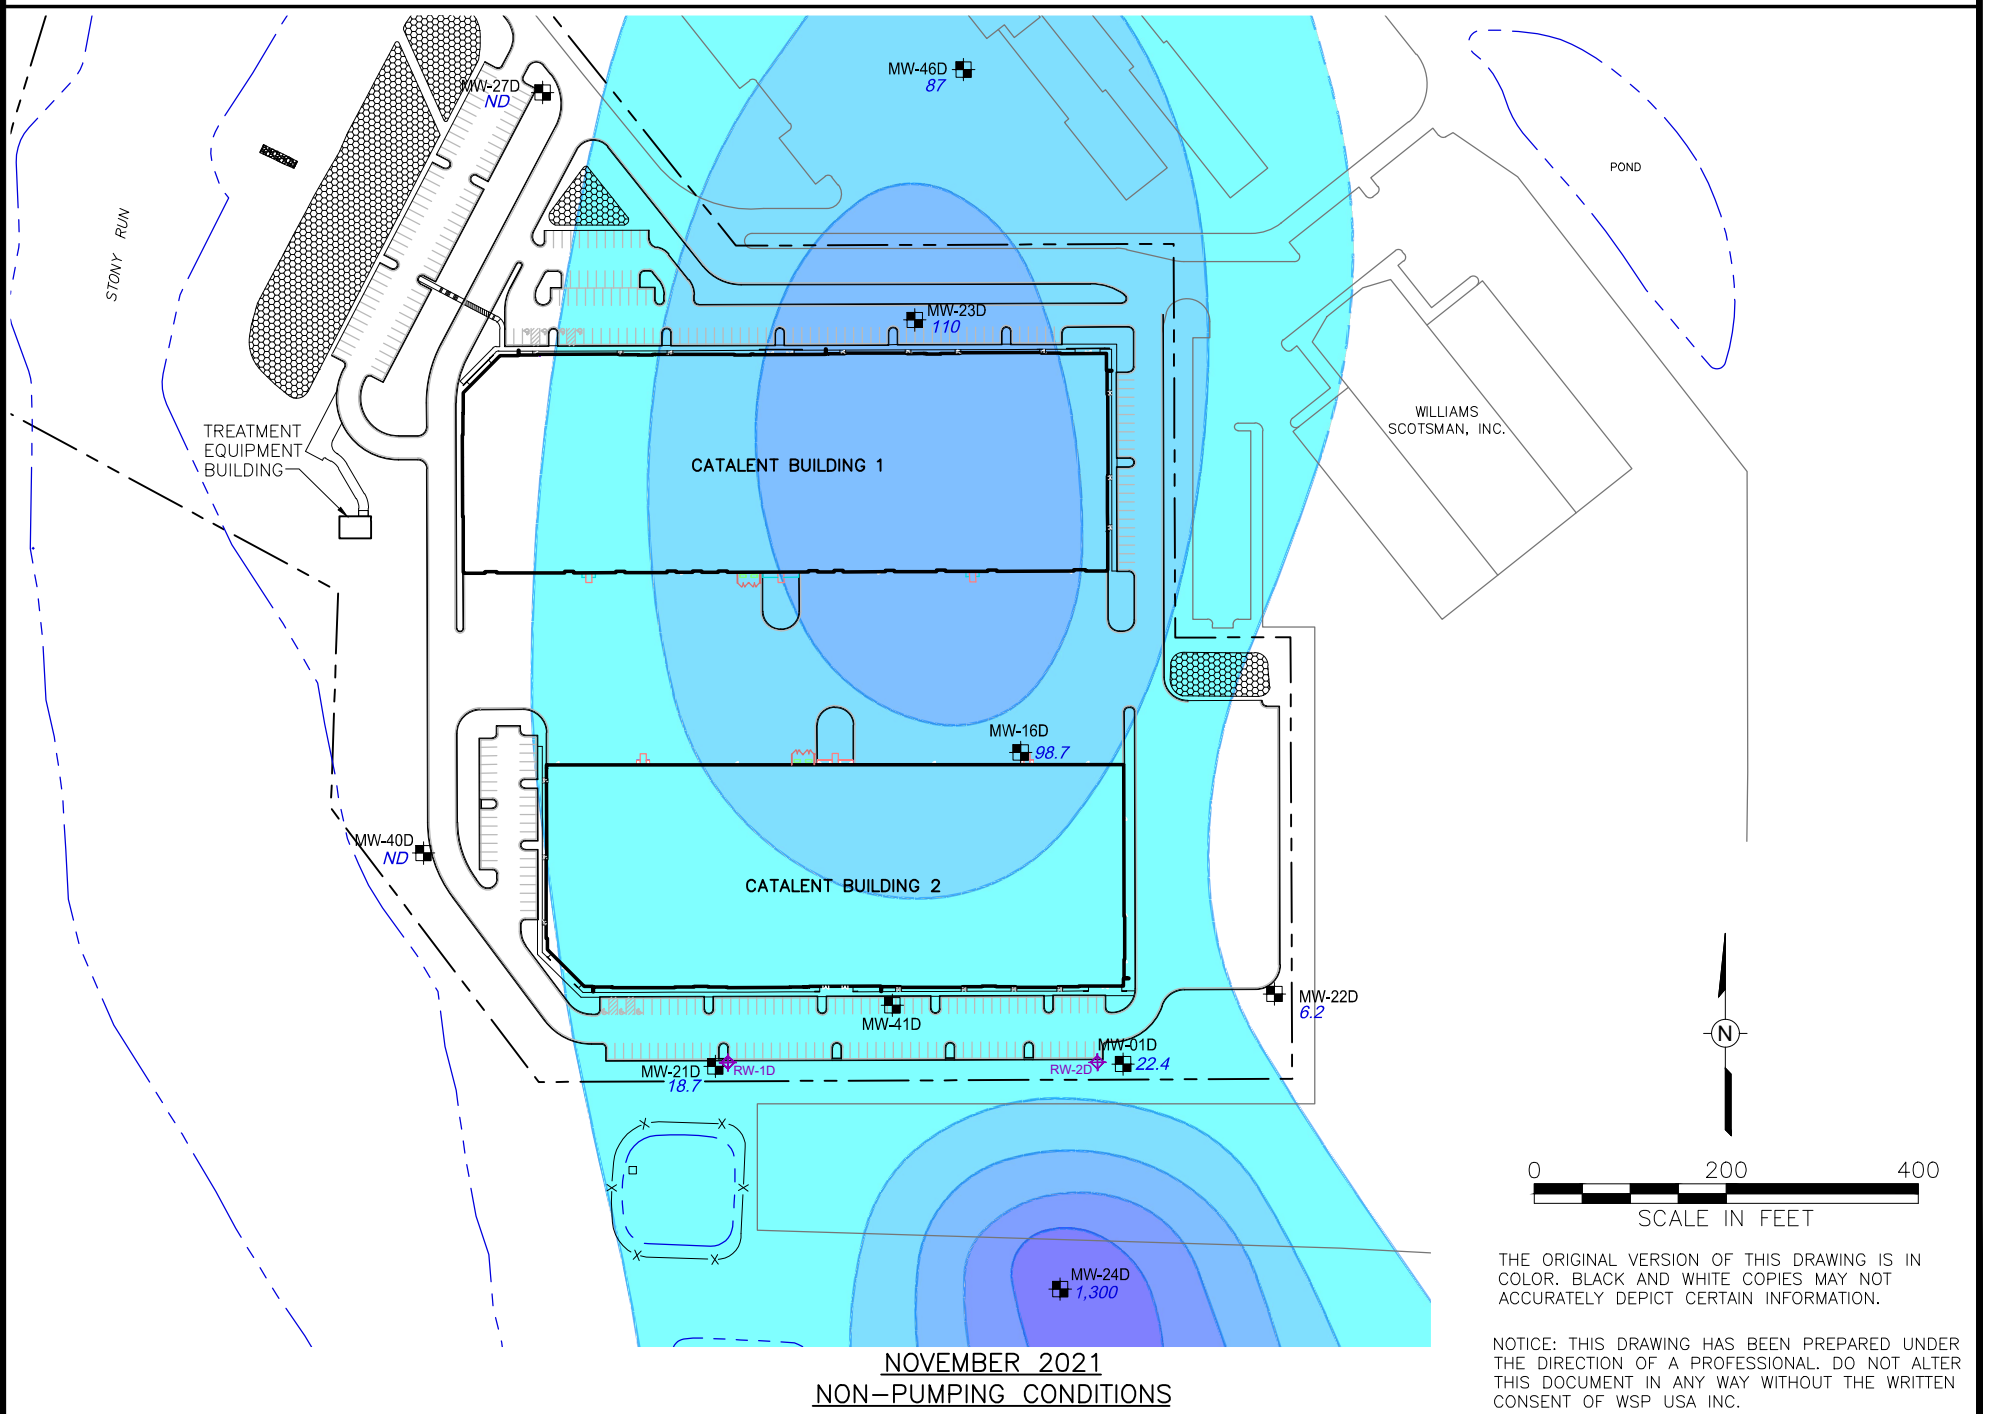 MW-46D
87
MW-27D
ND
POND
STONY RUN
MW-23D
110
WILLIAMS
SCOTSMAN, INC.
TREATMENT
EQUIPMENT
BUILDING
CATALENT BUILDING 1
MW-16D
98.7
MW-40D
ND
CATALENT BUILDING 2
MW-22D
6.2
MW-41D
MW-01D
22.4
MW-21D
18.7
RW-1D
RW-2D
N
0 200 400
SCALE IN FEET
MW-24D
1,300
THE ORIGINAL VERSION OF THIS DRAWING IS IN
COLOR. BLACK AND WHITE COPIES MAY NOT
ACCURATELY DEPICT CERTAIN INFORMATION.
NOTICE: THIS DRAWING HAS BEEN PREPARED UNDER
THE DIRECTION OF A PROFESSIONAL. DO NOT ALTER
THIS DOCUMENT IN ANY WAY WITHOUT THE WRITTEN
CONSENT OF WSP USA INC.
NOVEMBER 2021
NON-PUMPING CONDITIONS